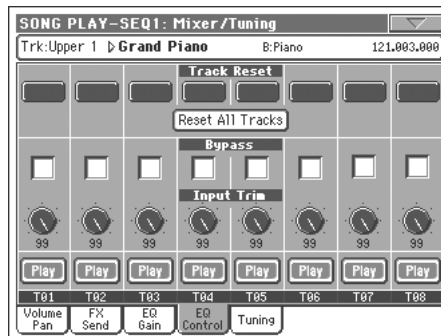 SONG PLAY-SEQ1: Mixer/Tuning
Trk:Upper 1 ▷Grand Piano B:Piano 121.003.000
Track Reset
Reset All Tracks
Bypass
Input Trim
99 99 99 99 99 99 99 99
Play Play Play Play Play Play Play Play
T01 T02 T03 T04 T05 T06 T07 T08
Volume Pan FX Send EQ Gain EQ Control Tuning